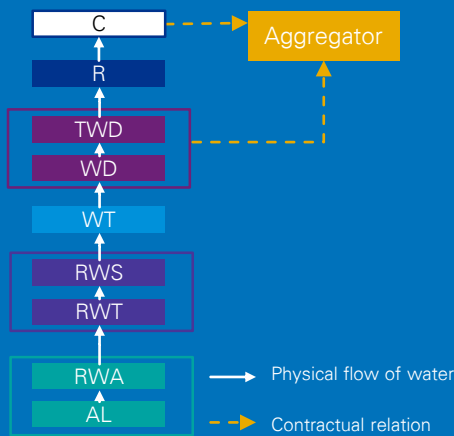 C
Aggregator
R
TWD
WD
WT
RWS
RWT
RWA
Physical flow of water
AL
Contractual relation